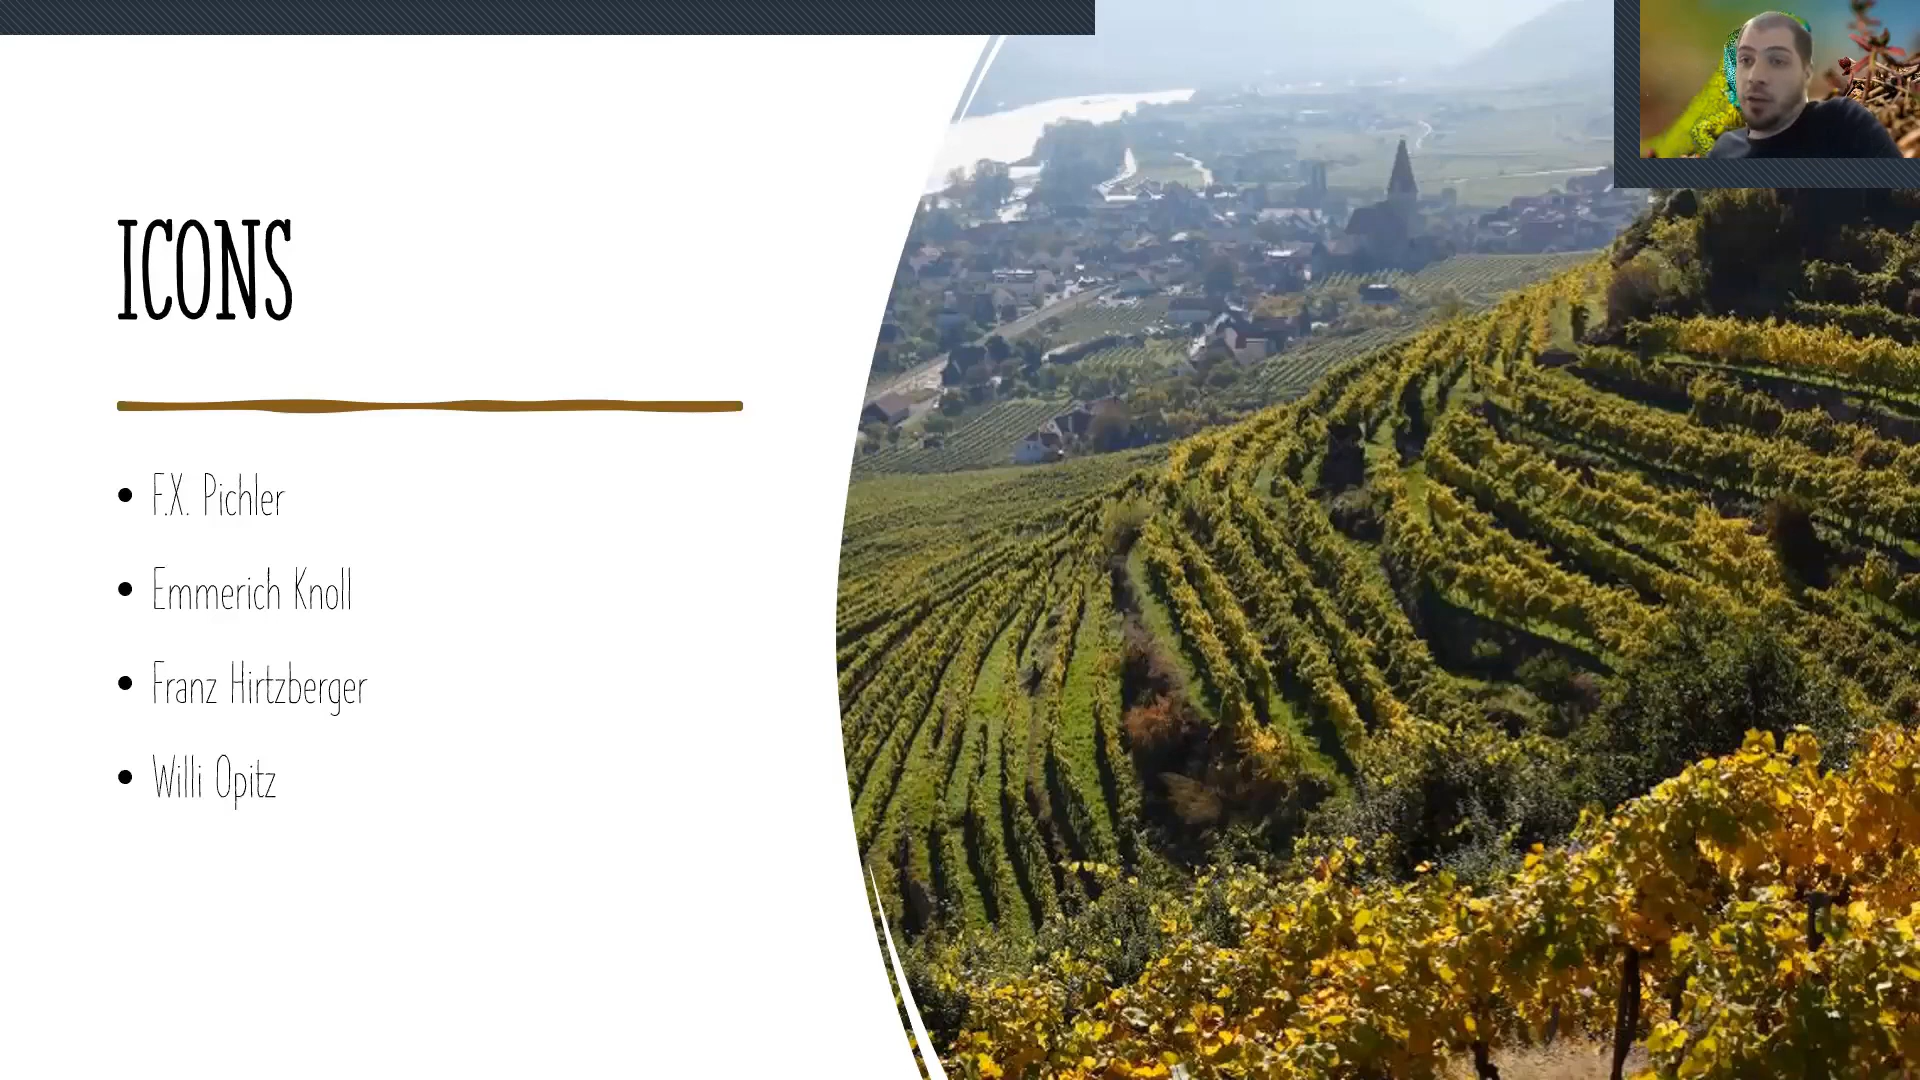 ICONS
• F.X. Pichler
• Emmerich Knoll
• Franz Hirtzberger
• Willi Opitz